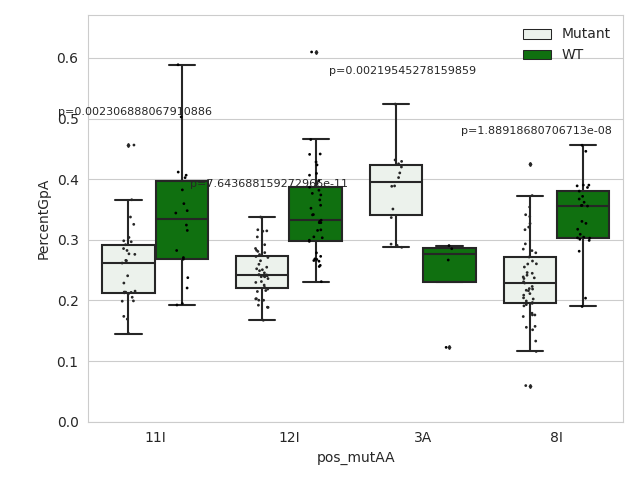 Mutant
WT
0.6
p=0.00219545278159859
p=0.002306888067910886
0.5
p=1.88918680706713e-08
0.4
p=7.643688159272965e-11
0.3
0.2
0.1
0.0
PercentGpA
11I
12I
3A
8I
pos_mutAA